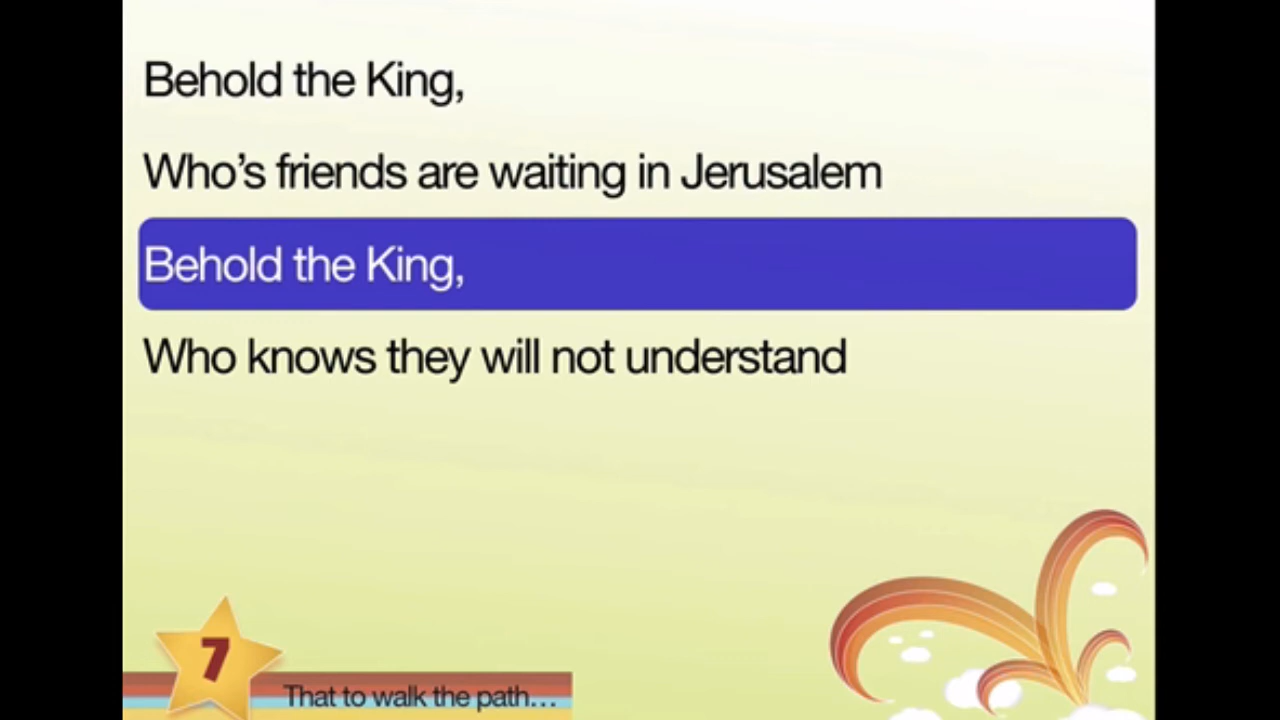 Behold the King,
Who’s friends are waiting in Jerusalem
Behold the King,
Who knows they will not understand
7
That to walk the path…